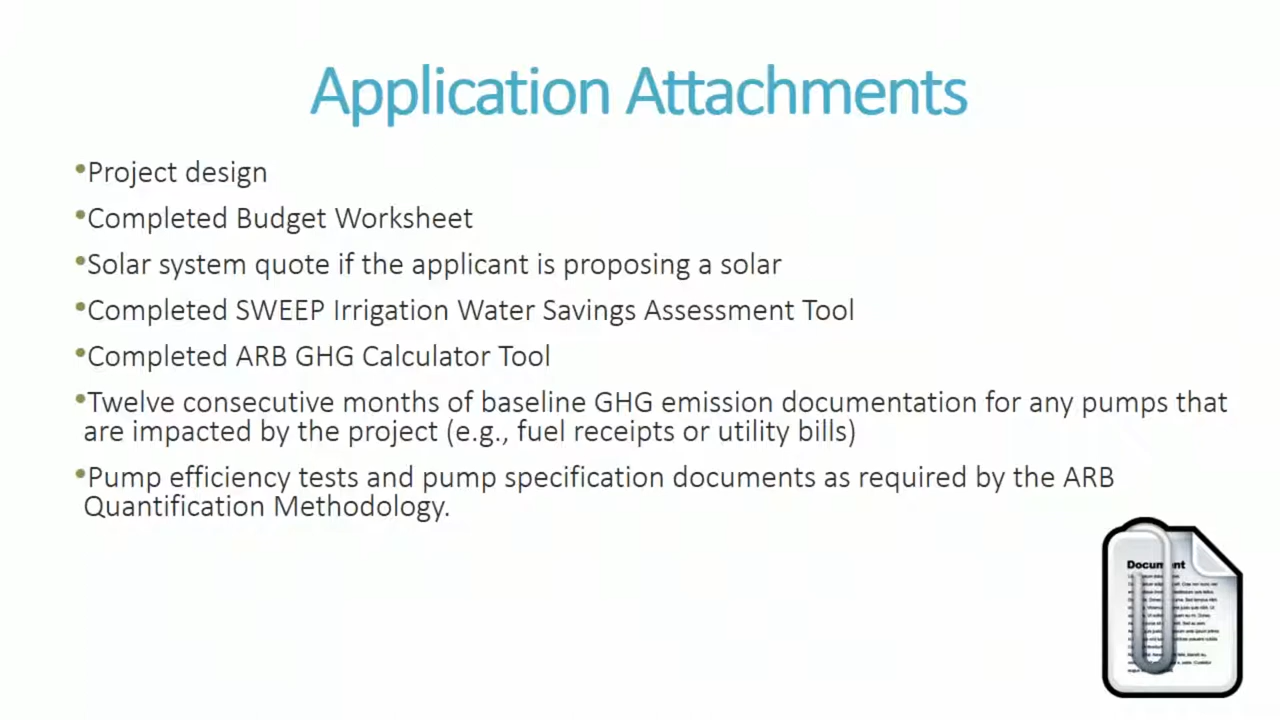 Application Attachments
•Project design
•Completed Budget Worksheet
•Solar system quote if the applicant is proposing a solar
•Completed SWEEP Irrigation Water Savings Assessment Tool
•Completed ARB GHG Calculator Tool
•Twelve consecutive months of baseline GHG emission documentation for any pumps that
are impacted by the project (e.g., fuel receipts or utility bills)
•Pump efficiency tests and pump specification documents as required by the ARB
Quantification Methodology.